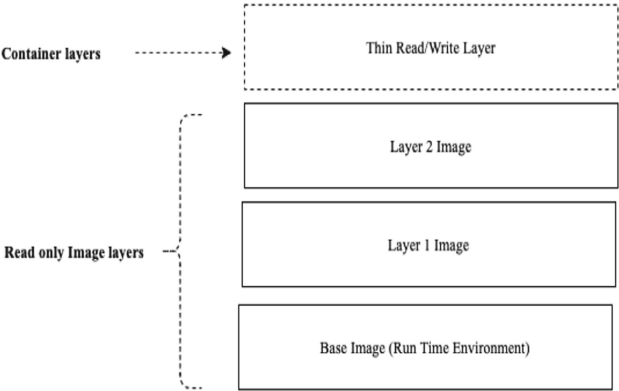 Thin Read/Write Layer
Container layers
Layer 2 Image
Layer 1 Image
Read only Image layers
Base Image (Run Time Environment)